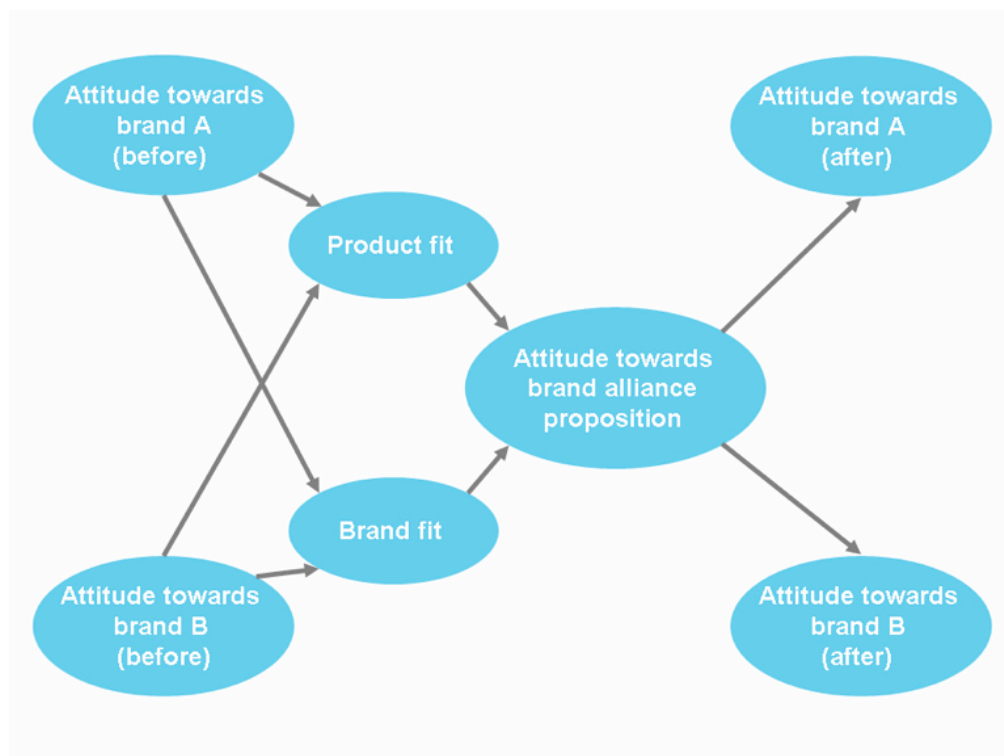 Attitude towards
brand A
(before)
Attitude towards
brand A
(after)
Product fit
Attitude towards
brand alliance
proposition
Brand fit
Attitude towards
brand B
(before)
Attitude towards
brand B
(after)